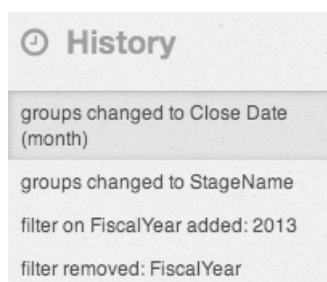 History
groups changed to Close Date
(month)
groups changed to StageName
filter on FiscalYear added: 2013
filter removed: FiscalYear